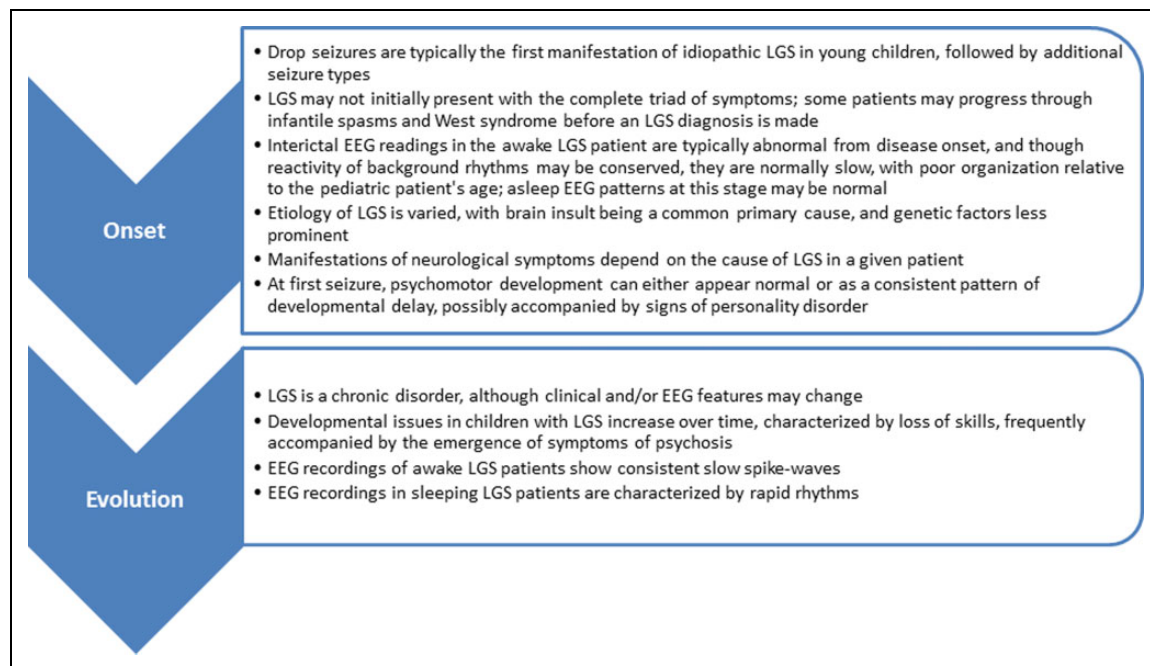 • Drop seizures are typically the first manifestation of idiopathic LGS in young children, followed by additional
seizure types
• LGS may not initially present with the complete triad of symptoms; some patients may progress through
infantile spasms and West syndrome before an LGS diagnosis is made
• Interictal EEG readings in the awake LGS patient are typically abnormal from disease onset, and though
reactivity of background rhythms may be conserved, they are normally slow, with poor organization relative
to the pediatric patient's age; asleep EEG patterns at this stage may be normal
Onset
• Etiology of LGS is varied, with brain insult being a common primary cause, and genetic factors less
prominent
• Manifestations of neurological symptoms depend on the cause of LGS in a given patient
• At first seizure, psychomotor development can either appear normal or as a consistent pattern of
developmental delay, possibly accompanied by signs of personality disorder
• LGS is a chronic disorder, although clinical and/or EEG features may change
• Developmental issues in children with LGS increase over time, characterized by loss of skills, frequently
accompanied by the emergence of symptoms of psychosis
• EEG recordings of awake LGS patients show consistent slow spike-waves
Evolution
• EEG recordings in sleeping LGS patients are characterized by rapid rhythms